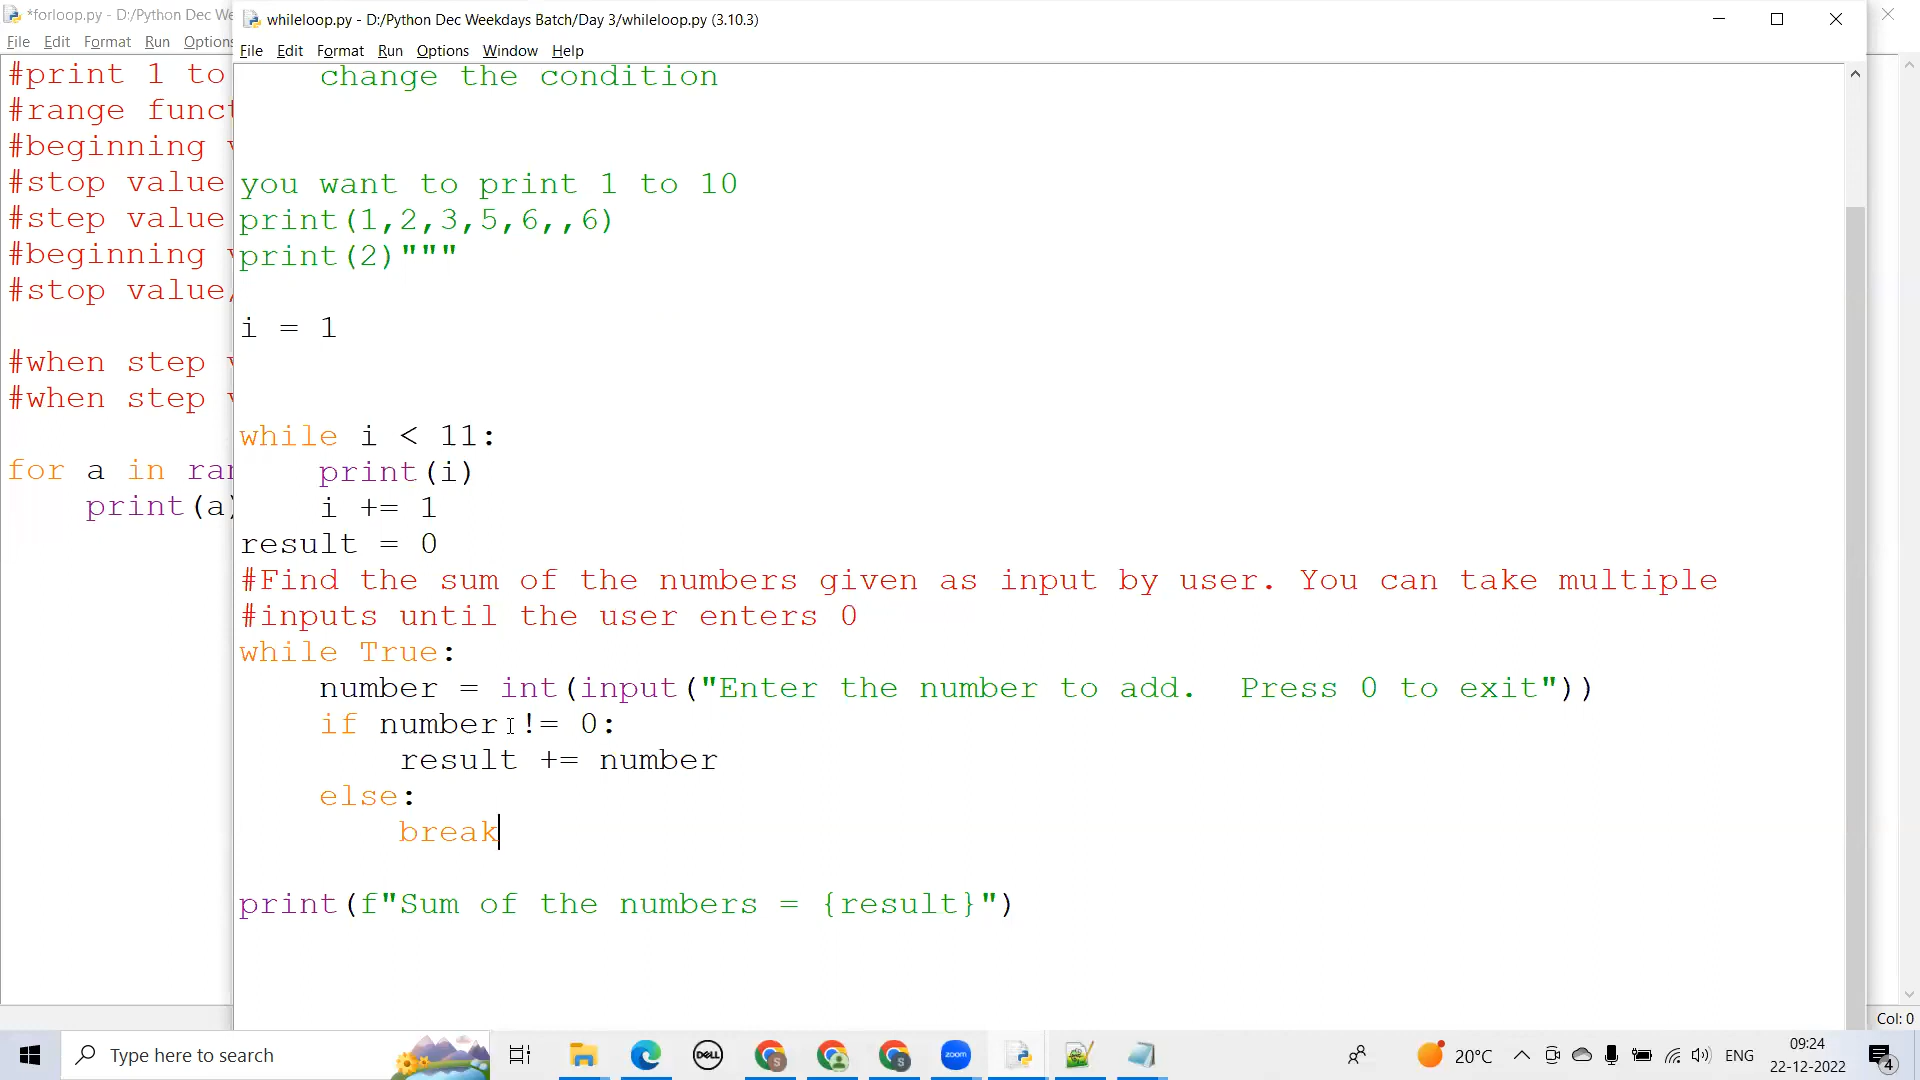 *forloop.py - D:/Python Dec We
File Edit Format Run Options
#print 1 to
#range funct
#beginning
#stop value
#step value
#beginning
#stop value,
#when step
#when step
for a in ran
print(a)
whileloop.py - D:/Python Dec Weekdays Batch/Day 3/whileloop.py (3.10.3)
File Edit Format Run Options Window Help
change the condition
you want to print 1 to 10
print(1,2,3,5,6,,6)
print(2)"""
i = 1
while i < 11:
print(i)
i += 1
result = 0
#Find the sum of the numbers given as input by user. You can take multiple
#inputs until the user enters 0
while True:
number = int(input("Enter the number to add.  Press 0 to exit"))
if number != 0:
result += number
else:
break
print(f"Sum of the numbers = {result}")
Col: 0
Type here to search
DELL
S
S
zoom
20°C
ENG
09:24
22-12-2022
4